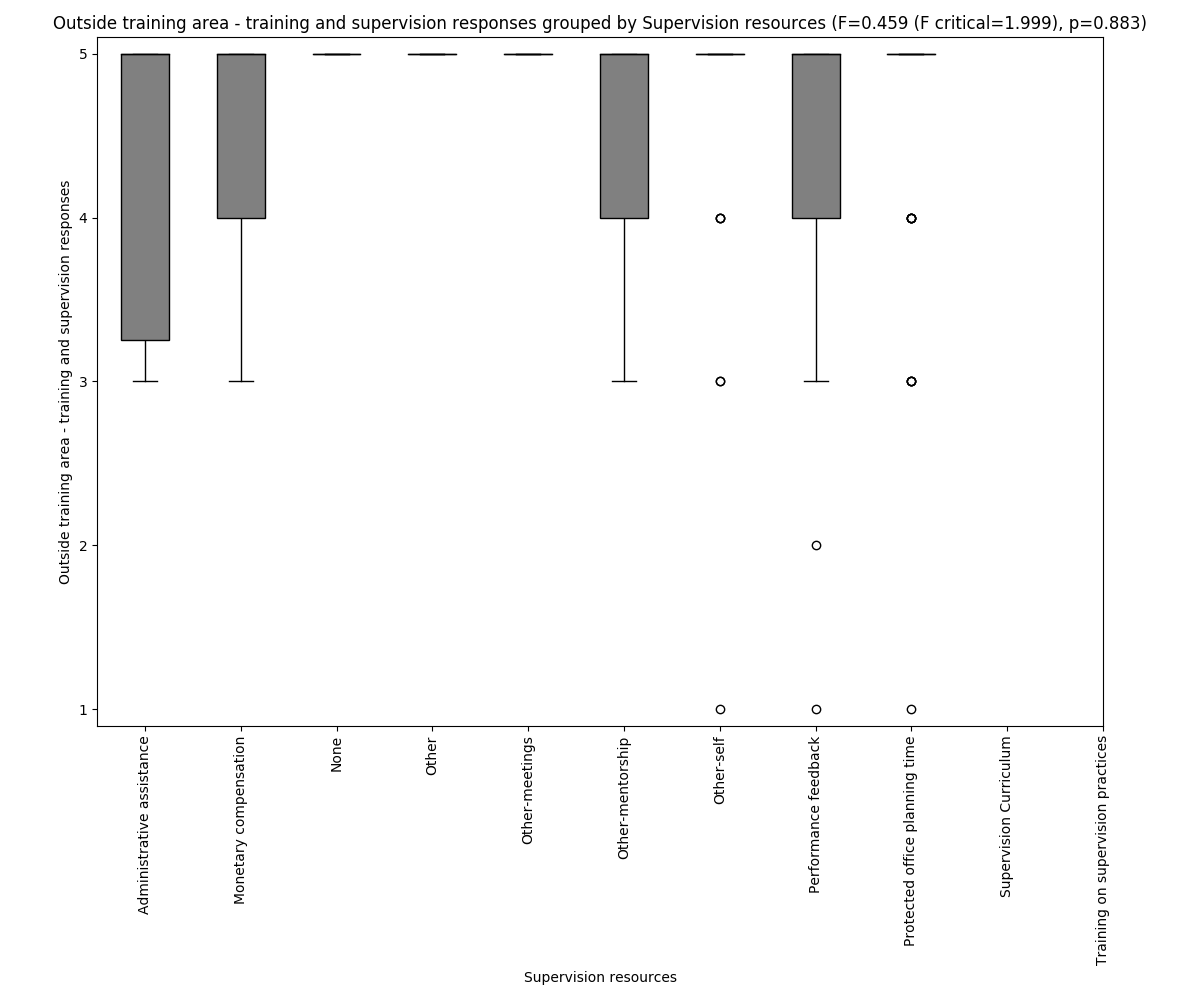 Outside training area - training and supervision responses grouped by Supervision resources (F=0.459 (F critical=1.999), p=0.883)
Outside training area - training and supervision responses
5
4
3
2
1
Administrative assistance
Monetary compensation
None
Other
Other-meetings
Other-mentorship
Other-self
Performance feedback
Protected office planning time
Supervision Curriculum
Training on supervision practices
Supervision resources